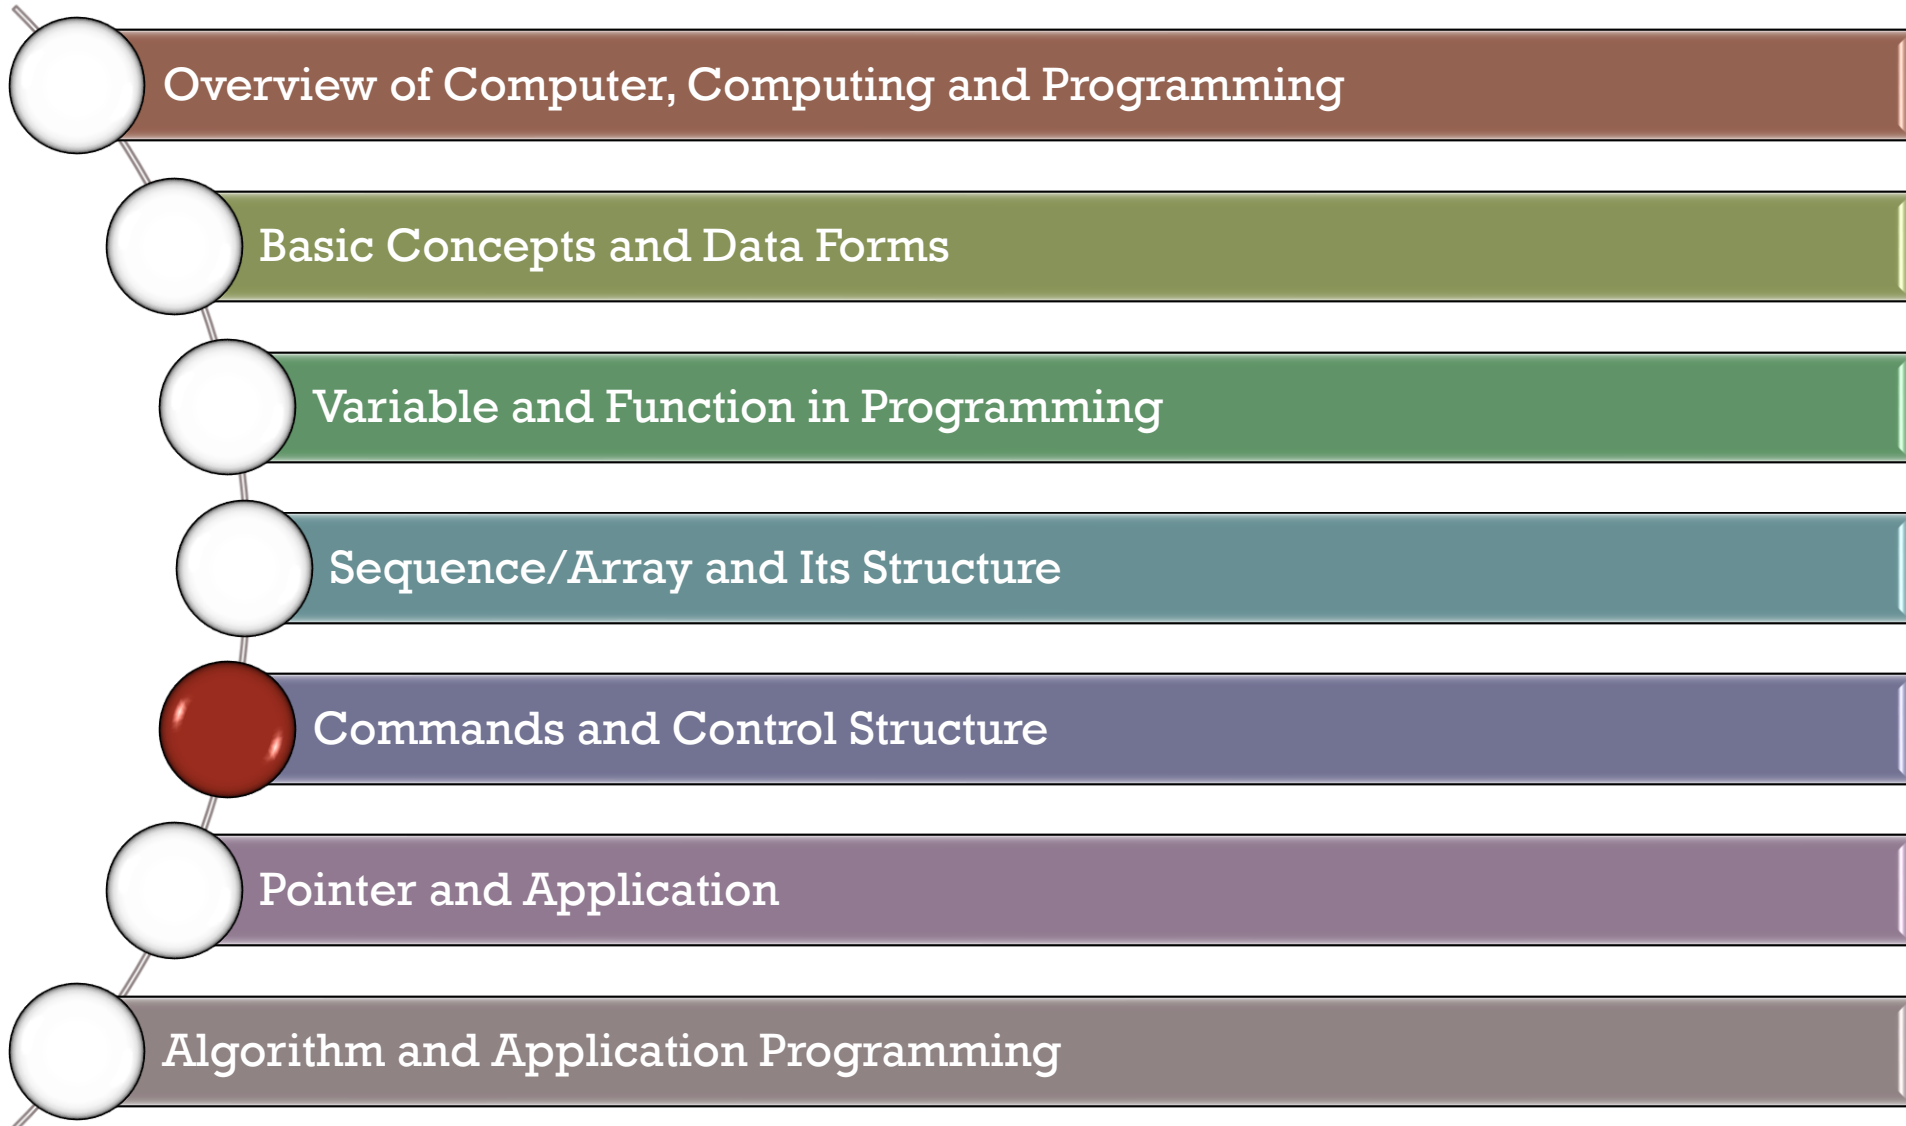 Overview of Computer, Computing and Programming
Basic Concepts and Data Forms
Variable and Function in Programming
Sequence/Array and Its Structure
Commands and Control Structure
Pointer and Application
Algorithm and Application Programming